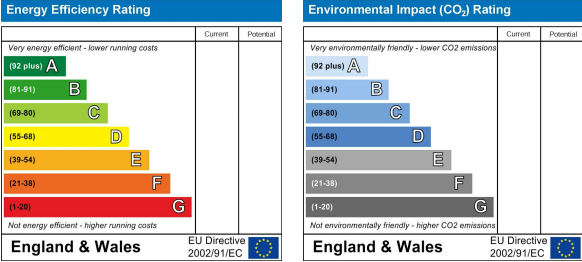 Energy Efficiency Rating
Current Potential
Very energy efficient - lower running costs
(92 plus) A
(81-91) B
(69-80) C
(55-68) D
(39-54) E
(21-38) F
(1-20) G
Not energy efficient - higher running costs
England & Wales
EU Directive
2002/91/EC
Environmental Impact (CO₂) Rating
Current Potential
Very environmentally friendly - lower CO2 emissions
(92 plus) A
(81-91) B
(69-80) C
(55-68) D
(39-54) E
(21-38) F
(1-20) G
Not environmentally friendly - higher CO2 emissions
England & Wales
EU Directive
2002/91/EC